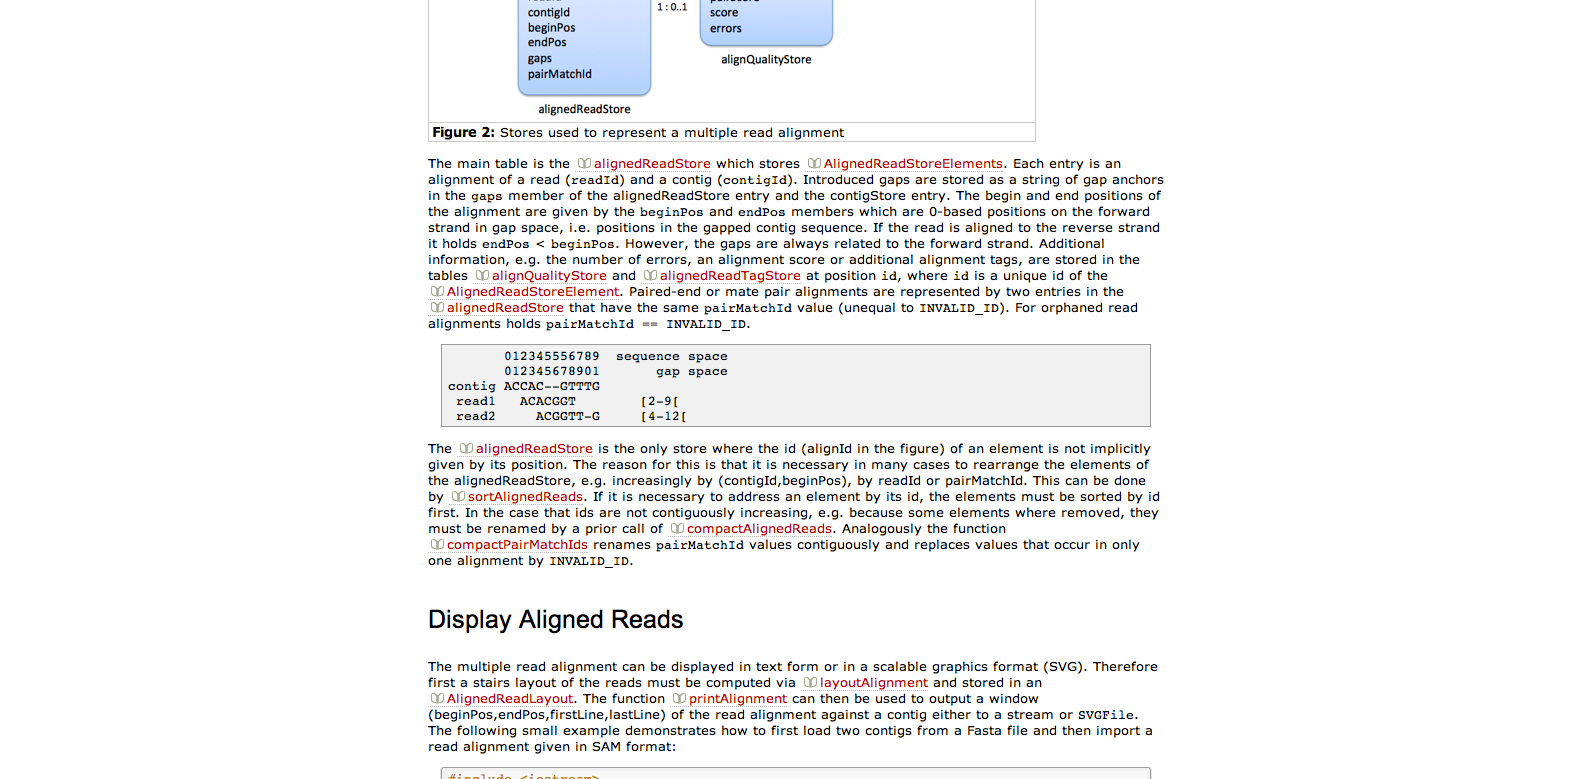 contigId
beginPos
endPos
gaps
pairMatchId
alignedReadStore
1 : 0..1
score
errors
alignQualityStore
Figure 2: Stores used to represent a multiple read alignment
The main table is the alignedReadStore which stores AlignedReadStoreElements. Each entry is an
alignment of a read (readId) and a contig (contigId). Introduced gaps are stored as a string of gap anchors
in the gaps member of the alignedReadStore entry and the contigStore entry. The begin and end positions of
the alignment are given by the beginPos and endPos members which are 0-based positions on the forward
strand in gap space, i.e. positions in the gapped contig sequence. If the read is aligned to the reverse strand
it holds endPos < beginPos. However, the gaps are always related to the forward strand. Additional
information, e.g. the number of errors, an alignment score or additional alignment tags, are stored in the
tables alignQualityStore and alignedReadTagStore at position id, where id is a unique id of the
AlignedReadStoreElement. Paired-end or mate pair alignments are represented by two entries in the
alignedReadStore that have the same pairMatchId value (unequal to INVALID_ID). For orphaned read
alignments holds pairMatchId == INVALID_ID.
012345556789 sequence space
012345678901 gap space
contig ACCAC--GTTTG
read1 ACACGGT [2-9[
read2 ACGGTT-G [4-12[
The alignedReadStore is the only store where the id (alignId in the figure) of an element is not implicitly
given by its position. The reason for this is that it is necessary in many cases to rearrange the elements of
the alignedReadStore, e.g. increasingly by (contigId,beginPos), by readId or pairMatchId. This can be done
by sortAlignedReads. If it is necessary to address an element by its id, the elements must be sorted by id
first. In the case that ids are not contiguously increasing, e.g. because some elements where removed, they
must be renamed by a prior call of compactAlignedReads. Analogously the function
compactPairMatchIds renames pairMatchId values contiguously and replaces values that occur in only
one alignment by INVALID_ID.
Display Aligned Reads
The multiple read alignment can be displayed in text form or in a scalable graphics format (SVG). Therefore
first a stairs layout of the reads must be computed via layoutAlignment and stored in an
AlignedReadLayout. The function printAlignment can then be used to output a window
(beginPos,endPos,firstLine,lastLine) of the read alignment against a contig either to a stream or SVGFile.
The following small example demonstrates how to first load two contigs from a Fasta file and then import a
read alignment given in SAM format:
#include <iostream>